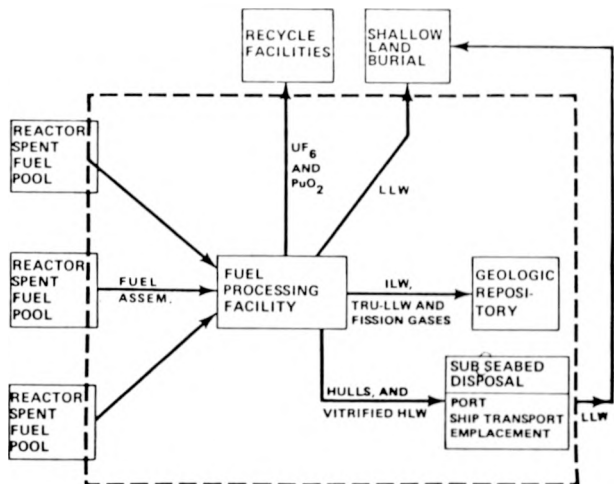 RECYCLE
FACILITIES
SHALLOW
LAND
BURIAL
REACTOR
SPENT
FUEL
POOL
UF6
AND
PuO2
LLW
REACTOR
SPENT
FUEL
POOL
FUEL
ASSEM.
FUEL
PROCESSING
FACILITY
ILW,
TRU-LLW AND
FISSION GASES
GEOLOGIC
REPOSI-
TORY
REACTOR
SPENT
FUEL
POOL
HULLS, AND
VITRIFIED HLW
SUB SEABED
DISPOSAL
PORT
SHIP TRANSPORT
EMPLACEMENT
LLW